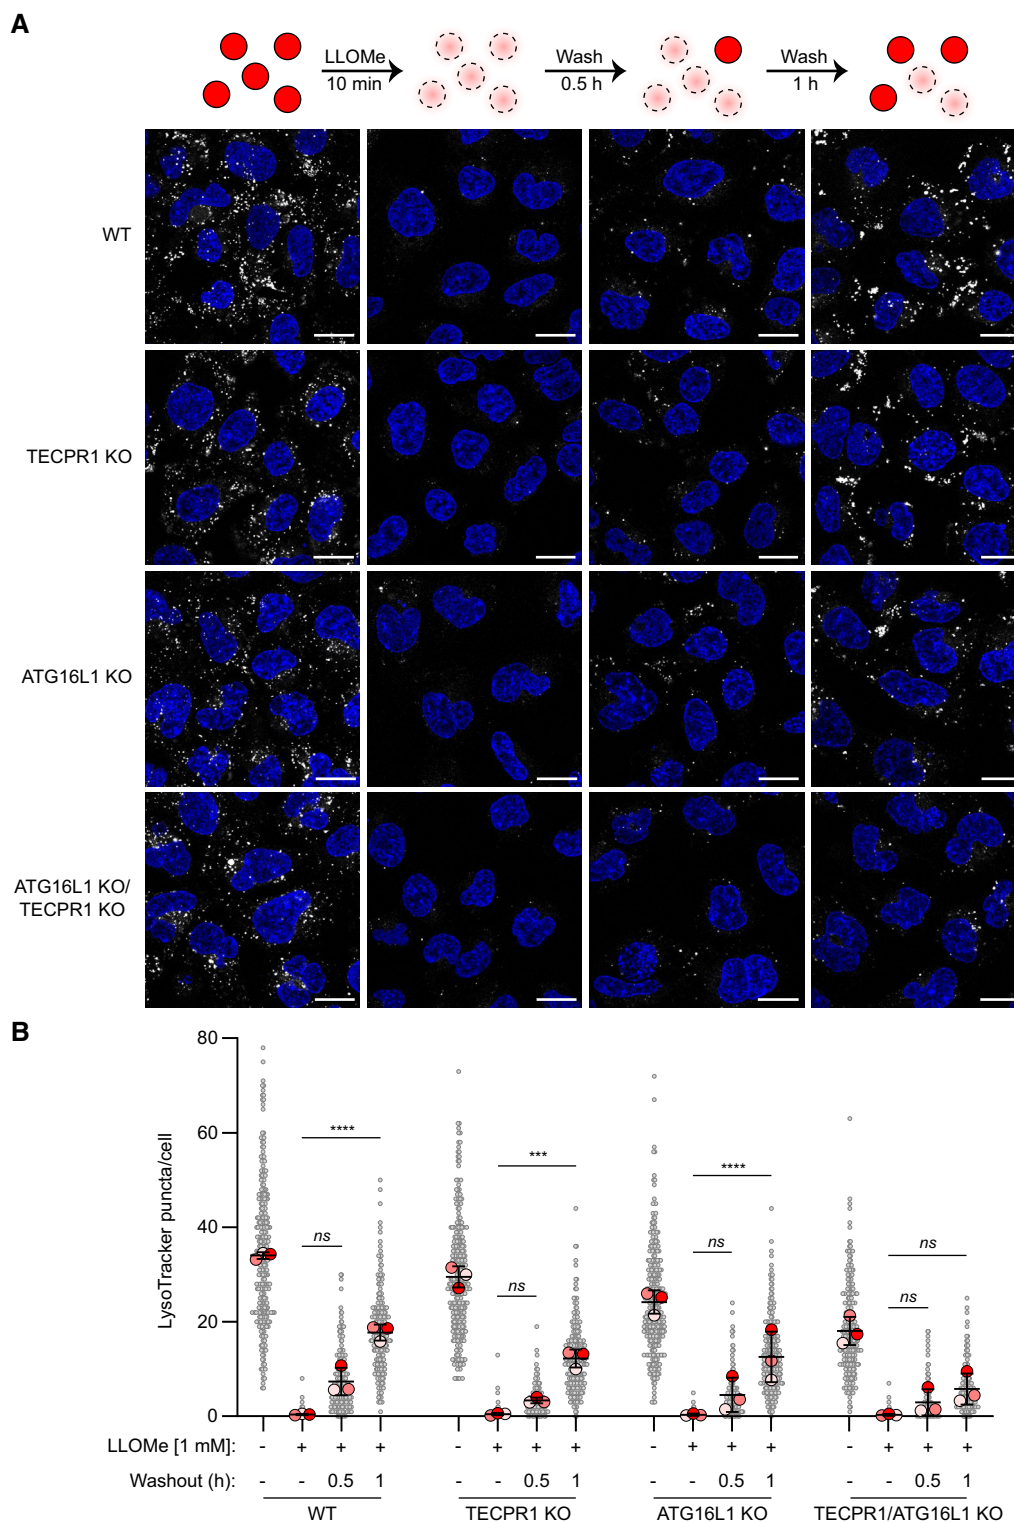 A
LLOMe
10 min
Wash
0.5 h
Wash
1 h
WT
TECPR1 KO
ATG16L1 KO
ATG16L1 KO/
TECPR1 KO
B
LysoTracker puncta/cell
80
60
40
20
0
ns
****
ns
***
ns
****
ns
ns
LLOMe [1 mM]: - + + + - + + + - + + + - + + +
Washout (h): - - 0.5 1 - - 0.5 1 - - 0.5 1 - - 0.5 1
WT TECPR1 KO ATG16L1 KO TECPR1/ATG16L1 KO